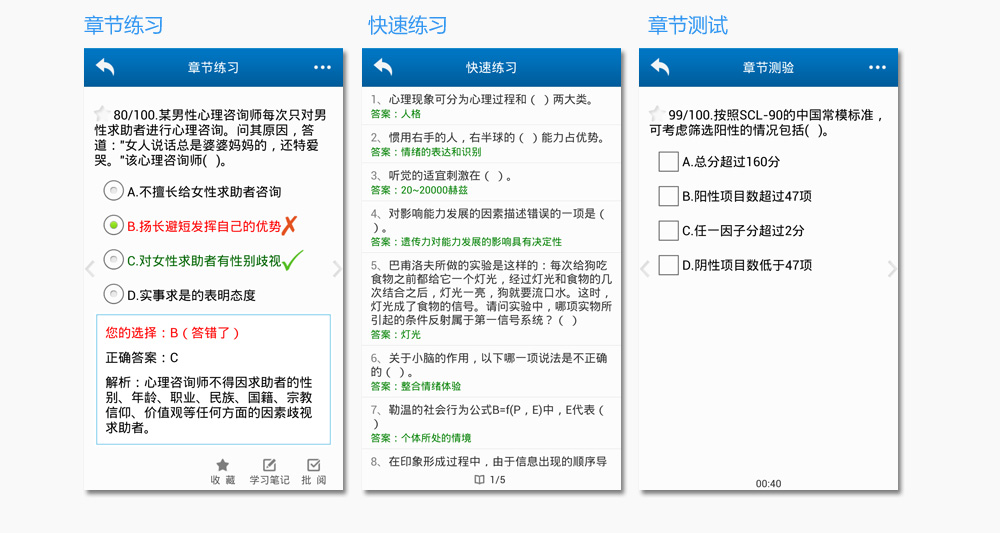 章节练习
章节练习
80/100.某男性心理咨询师每次只对男
性求助者进行心理咨询。问其原因，答
道："女人说话总是婆婆妈妈的，还特爱
哭。"该心理咨询师(  )。
A.不擅长给女性求助者咨询
B.扬长避短发挥自己的优势
C.对女性求助者有性别歧视
D.实事求是的表明态度
您的选择：B（答错了）
正确答案：C
解析：心理咨询师不得因求助者的性
别、年龄、职业、民族、国籍、宗教
信仰、价值观等任何方面的因素歧视
求助者。
收 藏
学习笔记
批 阅
快速练习
快速练习
1、心理现象可分为心理过程和（  ）两大类。
答案：人格
2、惯用右手的人，右半球的（  ）能力占优势。
答案：情绪的表达和识别
3、听觉的适宜刺激在（  ）。
答案：20~20000赫兹
4、对影响能力发展的因素描述错误的一项是（
）。
答案：遗传力对能力发展的影响具有决定性
5、巴甫洛夫所做的实验是这样的：每次给狗吃
食物之前都给它一个灯光，经过灯光和食物的几
次结合之后，灯光一亮，狗就要流口水。这时，
灯光成了食物的信号。请问实验中，哪项实物所
引起的条件反射属于第一信号系统？（  ）
答案：灯光
6、关于小脑的作用，以下哪一项说法是不正确
的（  ）。
答案：整合情绪体验
7、勒温的社会行为公式B=f(P，E)中，E代表（
）
答案：个体所处的情境
8、在印象形成过程中，由于信息出现的顺序导
1/5
章节测试
章节测验
99/100.按照SCL-90的中国常模标准，
可考虑筛选阳性的情况包括(  )。
A.总分超过160分
B.阳性项目数超过47项
C.任一因子分超过2分
D.阴性项目数低于47项
00:40